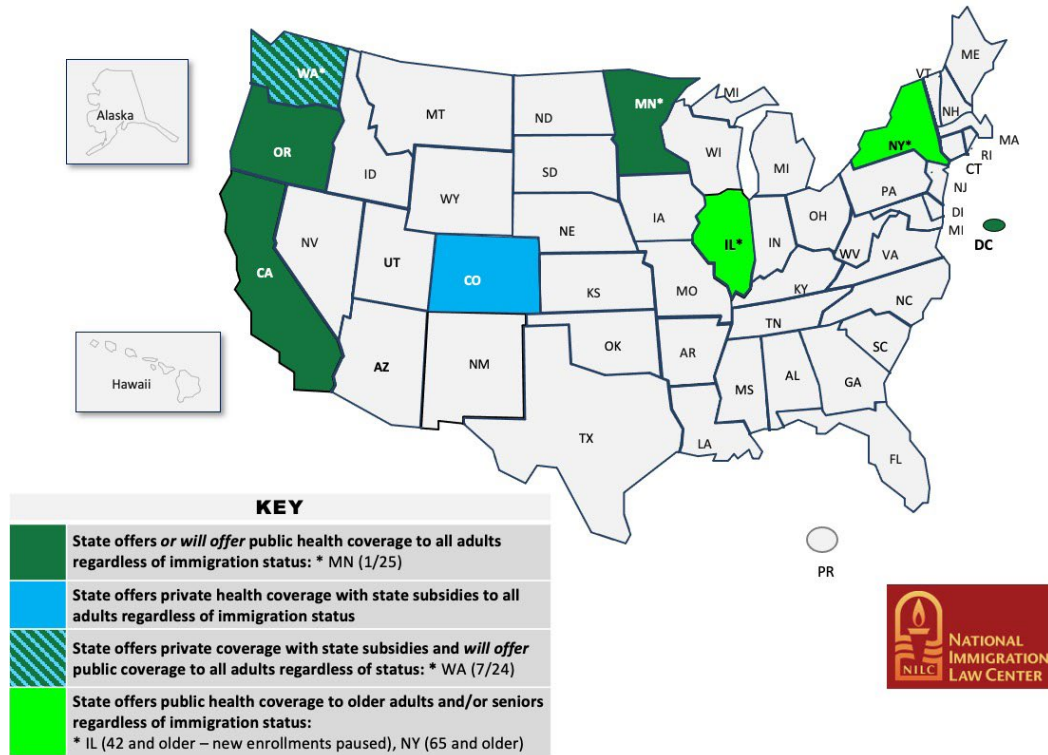 ME
WA*
VT
Alaska
MT
ND
MN*
MI
NH
OR
NY*
MA
ID
WI
MI
RI
SD
CT
WY
PA
NJ
IA
OH
DI
NE
MI
DC
NV
IL*
IN
WV
VA
CA
UT
CO
KS
MO
KY
NC
TN
Hawaii
AZ
NM
OK
AR
SC
MS
AL
GA
TX
LA
FL
PR
KEY
State offers or will offer public health coverage to all adults
regardless of immigration status: * MN (1/25)
State offers private health coverage with state subsidies to all
adults regardless of immigration status
State offers private coverage with state subsidies and will offer
public coverage to all adults regardless of status: * WA (7/24)
State offers public health coverage to older adults and/or seniors
regardless of immigration status:
* IL (42 and older – new enrollments paused), NY (65 and older)
NILC
NATIONAL
IMMIGRATION
LAW CENTER